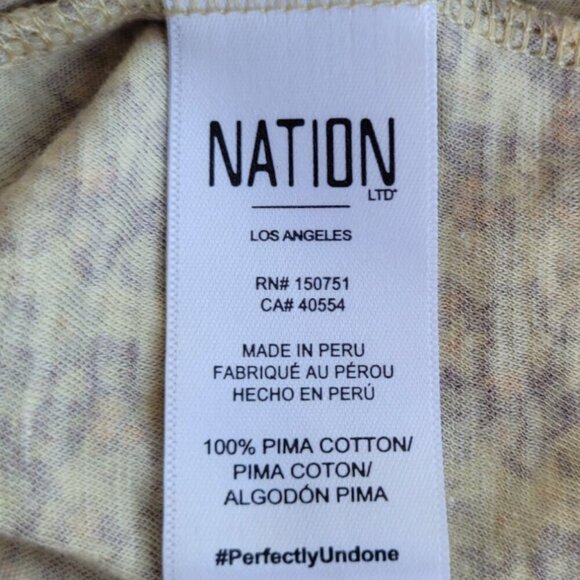 NATION
LTD
LOS ANGELES
RN# 150751
CA# 40554
MADE IN PERU
FABRIQUÉ AU PÉROU
HECHO EN PERÚ
100% PIMA COTTON/
PIMA COTON/
ALGODÓN PIMA
#PerfectlyUndone